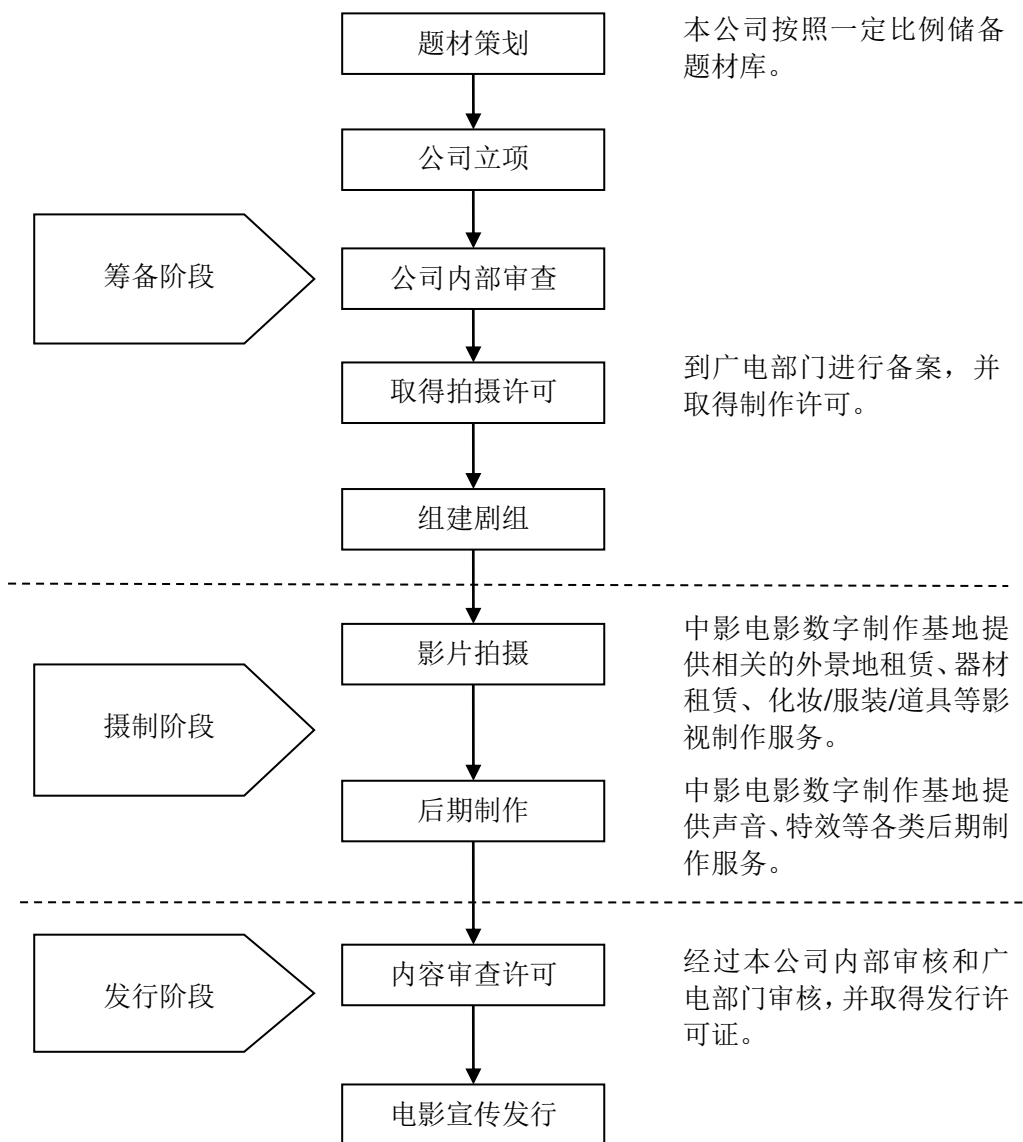 题材策划
本公司按照一定比例储备
题材库。
公司立项
筹备阶段
公司内部审查
取得拍摄许可
到广电部门进行备案，并
取得制作许可。
组建剧组
影片拍摄
中影电影数字制作基地提
供相关的外景地租赁、器材
租赁、化妆/服装/道具等影
视制作服务。
摄制阶段
后期制作
中影电影数字制作基地提
供声音、特效等各类后期制
作服务。
内容审查许可
经过本公司内部审核和广
电部门审核，并取得发行许
可证。
发行阶段
电影宣传发行